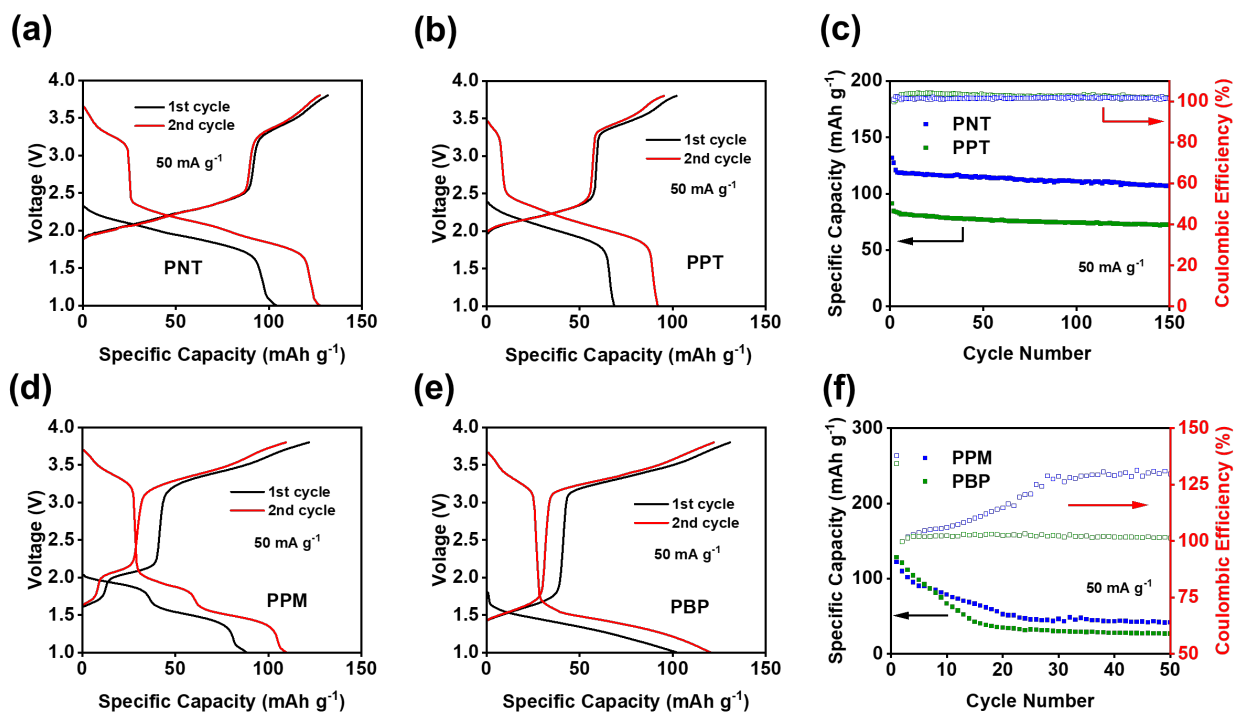 (a)
4.0
3.5
3.0
2.5
2.0
1.5
1.0
Voltage (V)
1st cycle
2nd cycle
50 mA g⁻¹
PNT
0 50 100 150
Specific Capacity (mAh g⁻¹)
(b)
4.0
3.5
3.0
2.5
2.0
1.5
1.0
Voltage (V)
1st cycle
2nd cycle
50 mA g⁻¹
PPT
0 50 100 150
Specific Capacity (mAh g⁻¹)
(c)
200
150
100
50
0
Specific Capacity (mAh g⁻¹)
PNT
PPT
50 mA g⁻¹
100
80
60
40
20
0
Coulombic Efficiency (%)
0 50 100 150
Cycle Number
(d)
4.0
3.5
3.0
2.5
2.0
1.5
1.0
Voltage (V)
1st cycle
2nd cycle
50 mA g⁻¹
PPM
0 50 100 150
Specific Capacity (mAh g⁻¹)
(e)
4.0
3.5
3.0
2.5
2.0
1.5
1.0
Voltage (V)
1st cycle
2nd cycle
50 mA g⁻¹
PBP
0 50 100 150
Specific Capacity (mAh g⁻¹)
(f)
300
200
100
0
Specific Capacity (mAh g⁻¹)
PPM
PBP
50 mA g⁻¹
150
125
100
75
50
Coulombic Efficiency (%)
0 10 20 30 40 50
Cycle Number